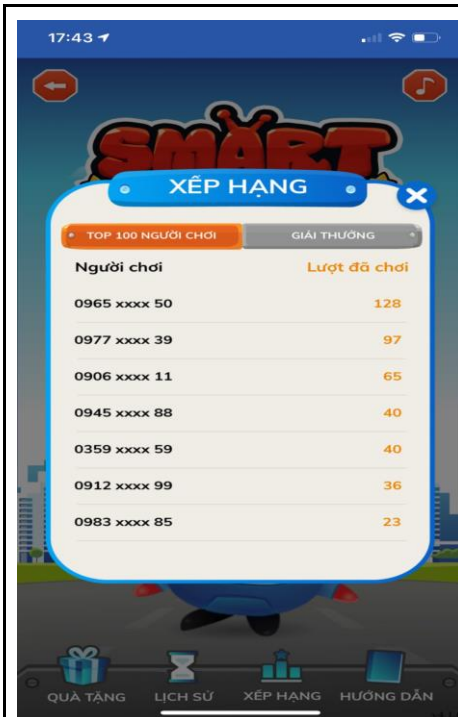 17:43
SMART
XẾP HẠNG
TOP 100 NGƯỜI CHƠI GIẢI THƯỞNG
Người chơi Lượt đã chơi
0965 xxxx 50 128
0977 xxxx 39 97
0906 xxxx 11 65
0945 xxxx 88 40
0359 xxxx 59 40
0912 xxxx 99 36
0983 xxxx 85 23
QUÀ TẶNG LỊCH SỬ XẾP HẠNG HƯỚNG DẪN